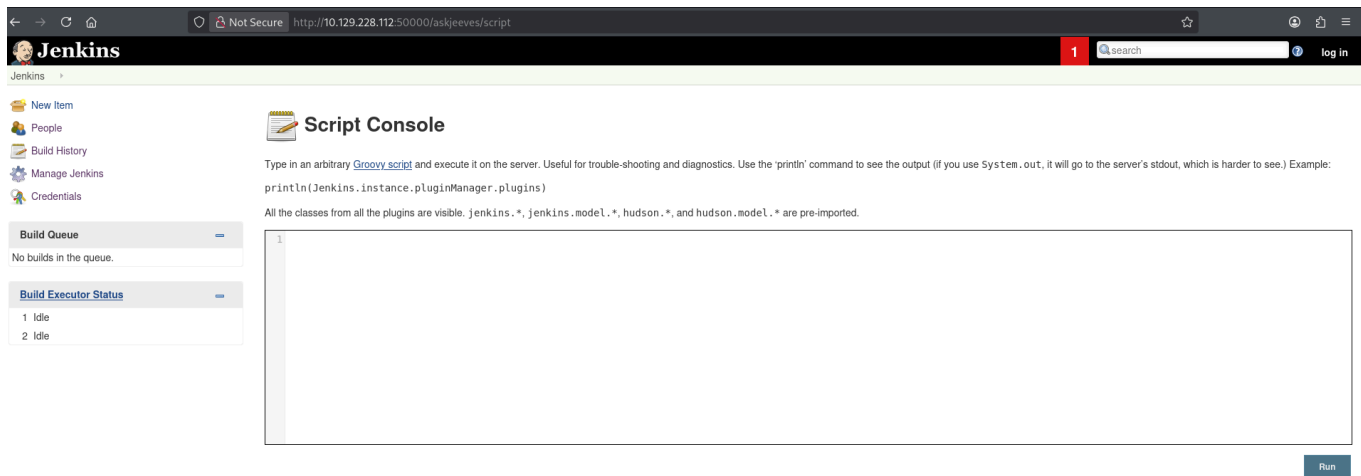 Not Secure http://10.129.228.112:50000/askjeeves/script
Jenkins
1
search
log in
Jenkins
New Item
People
Build History
Manage Jenkins
Credentials
Build Queue
No builds in the queue.
Build Executor Status
1 Idle
2 Idle
Script Console
Type in an arbitrary Groovy script and execute it on the server. Useful for trouble-shooting and diagnostics. Use the ‘println’ command to see the output (if you use System.out, it will go to the server's stdout, which is harder to see.) Example:
println(Jenkins.instance.pluginManager.plugins)
All the classes from all the plugins are visible. jenkins.*, jenkins.model.*, hudson.*, and hudson.model.* are pre-imported.
1
Run